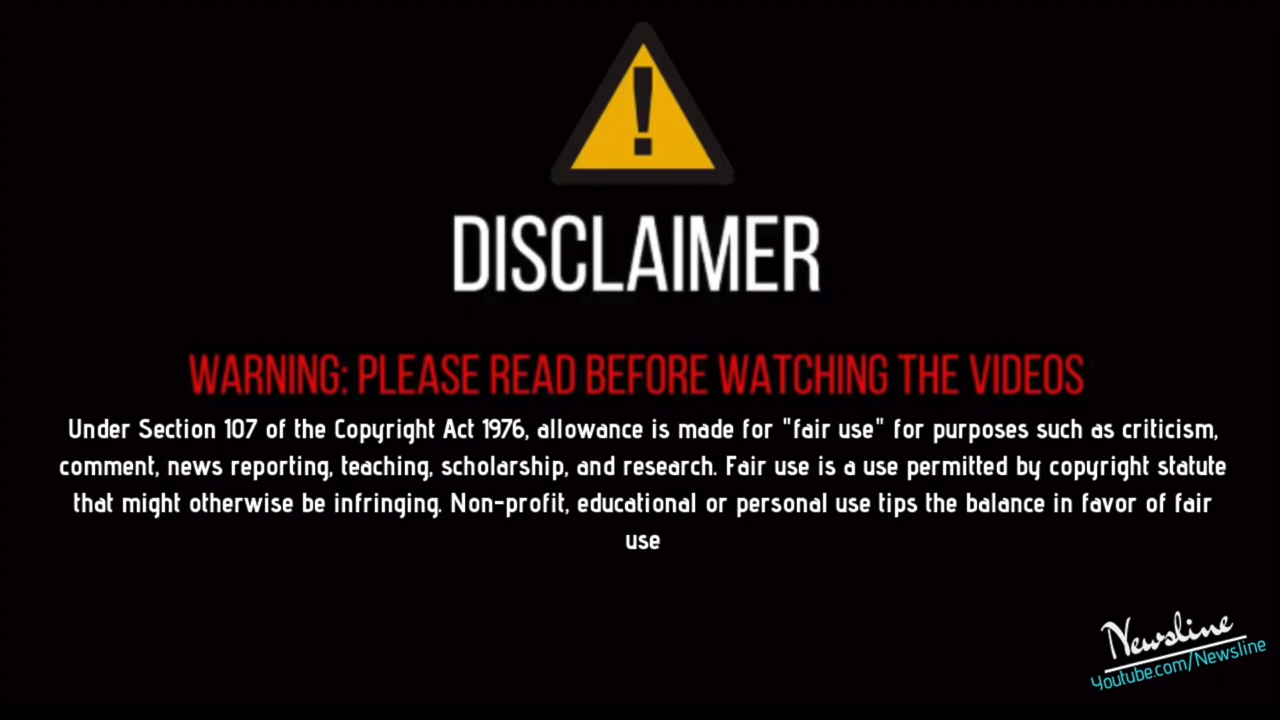 DISCLAIMER
WARNING: PLEASE READ BEFORE WATCHING THE VIDEOS
Under Section 107 of the Copyright Act 1976, allowance is made for "fair use" for purposes such as criticism,
comment, news reporting, teaching, scholarship, and research. Fair use is a use permitted by copyright statute
that might otherwise be infringing. Non-profit, educational or personal use tips the balance in favor of fair
use
Newsline
Youtube.com/Newsline